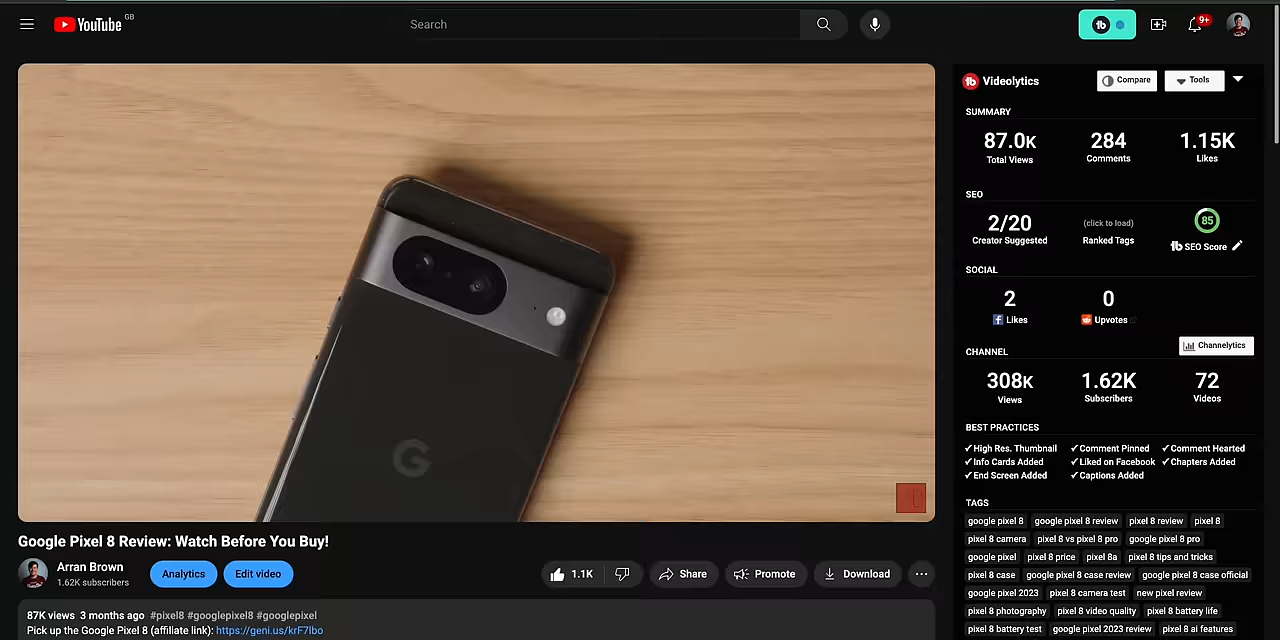 YouTube GB
Search
tb
9+
tb Videolytics
Compare
Tools
SUMMARY
87.0K 284 1.15K
Total Views Comments Likes
SEO
2/20 (click to load) 85
Creator Suggested Ranked Tags tb SEO Score
SOCIAL
2 0
f Likes Upvotes
Channelytics
CHANNEL
308K 1.62K 72
Views Subscribers Videos
BEST PRACTICES
✓High Res. Thumbnail ✓Comment Pinned ✓Comment Hearted
✓Info Cards Added ✓Liked on Facebook ✓Chapters Added
✓End Screen Added ✓Captions Added
TAGS
google pixel 8 google pixel 8 review pixel 8 review pixel 8
pixel 8 camera pixel 8 vs pixel 8 pro google pixel 8 pro
google pixel pixel 8 price pixel 8a pixel 8 tips and tricks
pixel 8 case google pixel 8 case review google pixel 8 case official
google pixel 2023 pixel 8 camera test new pixel review
pixel 8 photography pixel 8 video quality pixel 8 battery life
pixel 8 battery test google pixel 2023 review pixel 8 ai features
G
Google Pixel 8 Review: Watch Before You Buy!
Arran Brown
1.62K subscribers
Analytics
Edit video
1.1K
Share
Promote
Download
...
87K views 3 months ago #pixel8 #googlepixel8 #googlepixel
Pick up the Google Pixel 8 (affiliate link): https://geni.us/krF7lbo